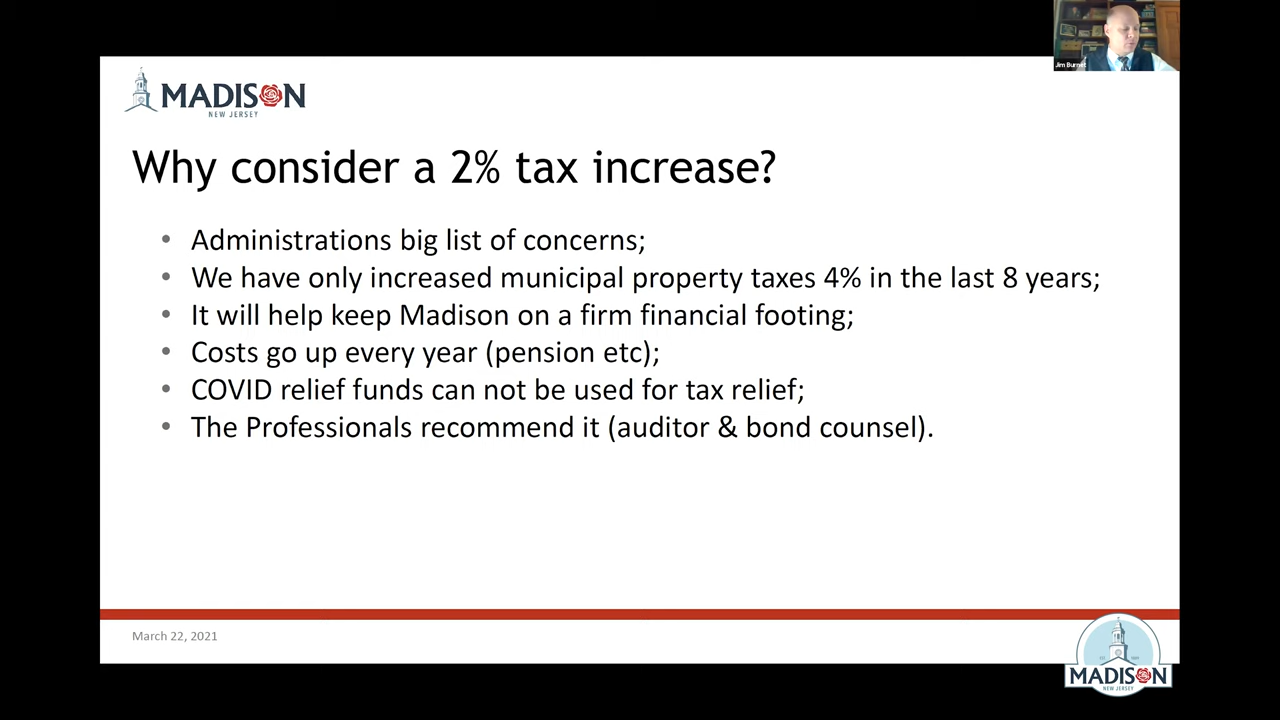 Jim Burnet
MADISON
NEW JERSEY
Why consider a 2% tax increase?
• Administrations big list of concerns;
• We have only increased municipal property taxes 4% in the last 8 years;
• It will help keep Madison on a firm financial footing;
• Costs go up every year (pension etc);
• COVID relief funds can not be used for tax relief;
• The Professionals recommend it (auditor & bond counsel).
March 22, 2021
MADISON
NEW JERSEY